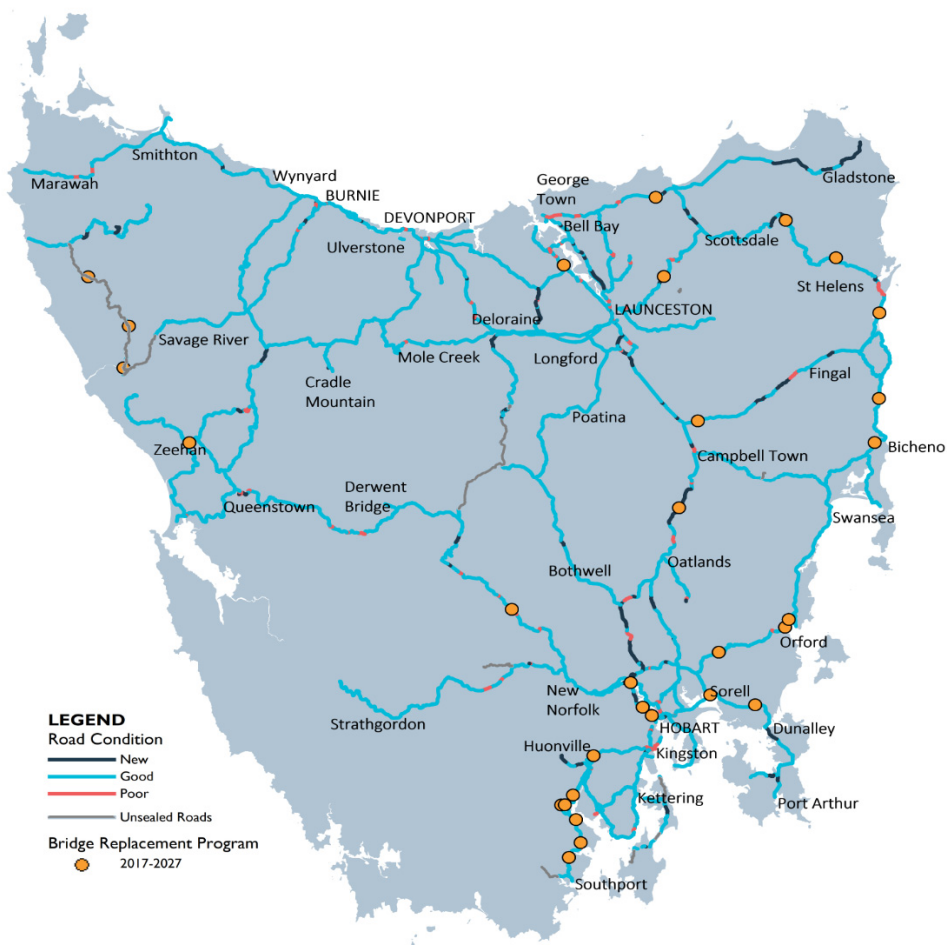 Smithton
Marawah
Wynyard
BURNIE
DEVONPORT
Ulverstone
George
Town
Bell Bay
Gladstone
Scottsdale
St Helens
LAUNCESTON
Deloraine
Savage River
Mole Creek
Longford
Cradle
Mountain
Fingal
Poatina
Zeehan
Campbell Town
Bicheno
Queenstown
Derwent
Bridge
Swansea
Bothwell
Oatlands
Orford
New
Norfolk
Sorell
Strathgordon
HOBART
Dunalley
Huonville
Kingston
Kettering
Port Arthur
Southport
LEGEND
Road Condition
New
Good
Poor
Unsealed Roads
Bridge Replacement Program
2017-2027